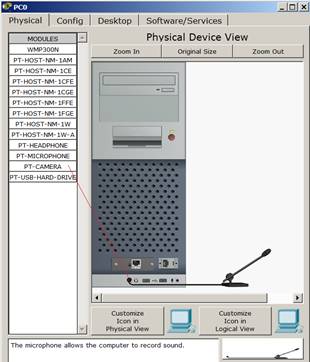 PC0
Physical Config Desktop Software/Services
MODULES
WMP300N
PT-HOST-NM-1AM
PT-HOST-NM-1CE
PT-HOST-NM-1CFE
PT-HOST-NM-1CGE
PT-HOST-NM-1FFE
PT-HOST-NM-1FGE
PT-HOST-NM-1W
PT-HOST-NM-1W-A
PT-HEADPHONE
PT-MICROPHONE
PT-CAMERA
PT-USB-HARD-DRIVE
Physical Device View
Zoom In Original Size Zoom Out
Customize
Icon in
Physical View
Customize
Icon in
Logical View
The microphone allows the computer to record sound.